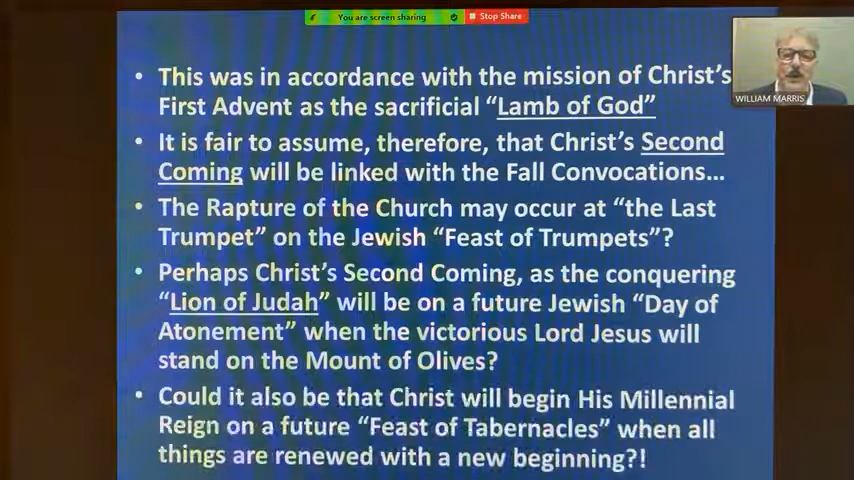 You are screen sharing
Stop Share
WILLIAM MARRIS
• This was in accordance with the mission of Christ's
First Advent as the sacrificial “Lamb of God”
• It is fair to assume, therefore, that Christ's Second
Coming will be linked with the Fall Convocations...
• The Rapture of the Church may occur at “the Last
Trumpet” on the Jewish “Feast of Trumpets”?
• Perhaps Christ's Second Coming, as the conquering
“Lion of Judah” will be on a future Jewish “Day of
Atonement” when the victorious Lord Jesus will
stand on the Mount of Olives?
• Could it also be that Christ will begin His Millennial
Reign on a future “Feast of Tabernacles” when all
things are renewed with a new beginning?!